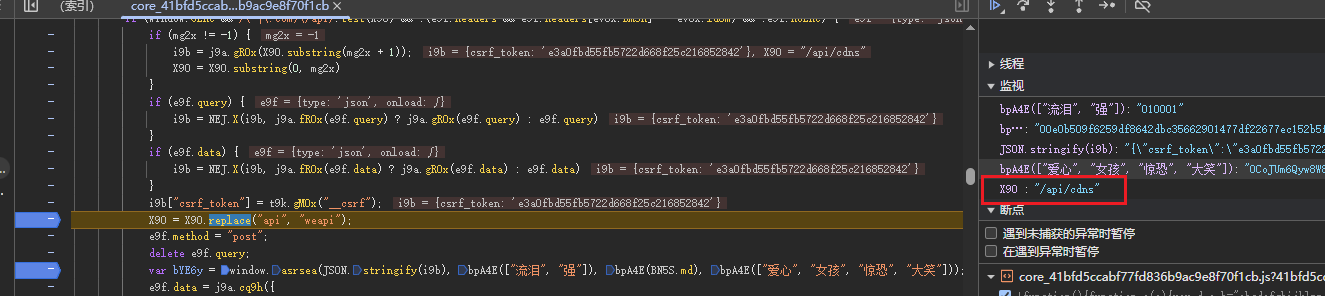 (索引)
core_41bfd5ccab...b9ac9e8f70f1cb ×
if (mg2x != -1) { mg2x = -1
i9b = j9a.gROx(X90.substring(mg2x + 1)); i9b = {csrf_token: 'e3a0fbd55fb5722d668f25c216852842'}, X90 = "/api/cdns"
X90 = X90.substring(0, mg2x)
}
if (e9f.query) { e9f = {type: 'json', onload: ƒ}
i9b = NEJ.X(i9b, j9a.fROx(e9f.query) ? j9a.gROx(e9f.query) : e9f.query) i9b = {csrf_token: 'e3a0fbd55fb5722d668f25c216852842'}
}
if (e9f.data) { e9f = {type: 'json', onload: ƒ}
i9b = NEJ.X(i9b, j9a.fROx(e9f.data) ? j9a.gROx(e9f.data) : e9f.data) i9b = {csrf_token: 'e3a0fbd55fb5722d668f25c216852842'}
}
i9b["csrf_token"] = t9k.gMOx("__csrf"); i9b = {csrf_token: 'e3a0fbd55fb5722d668f25c216852842'}
X90 = X90.replace("api", "weapi");
e9f.method = "post";
delete e9f.query;
var bYE6y = window.asrsea(JSON.stringify(i9b), bpA4E(["流泪", "强"]), bpA4E(BN5S.md), bpA4E(["爱心", "女孩", "惊恐", "大笑"]));
e9f.data = j9a.cq9h({
线程
监视
bpA4E(["流泪", "强"]): "010001"
bp…: "00e0b509f6259df8642dbc35662901477df22677ec152b5f
JSON.stringify(i9b): "{\"csrf_token\":\"e3a0fbd55fb5722d668f25c216852842
bpA4E(["爱心", "女孩", "惊恐", "大笑"]): "0CoJUm6Qyw8W8
X90 : "/api/cdns"
断点
遇到未捕获的异常时暂停
在遇到异常时暂停
core_41bfd5ccabf77fd836b9ac9e8f70f1cb.js?41bfd5cc